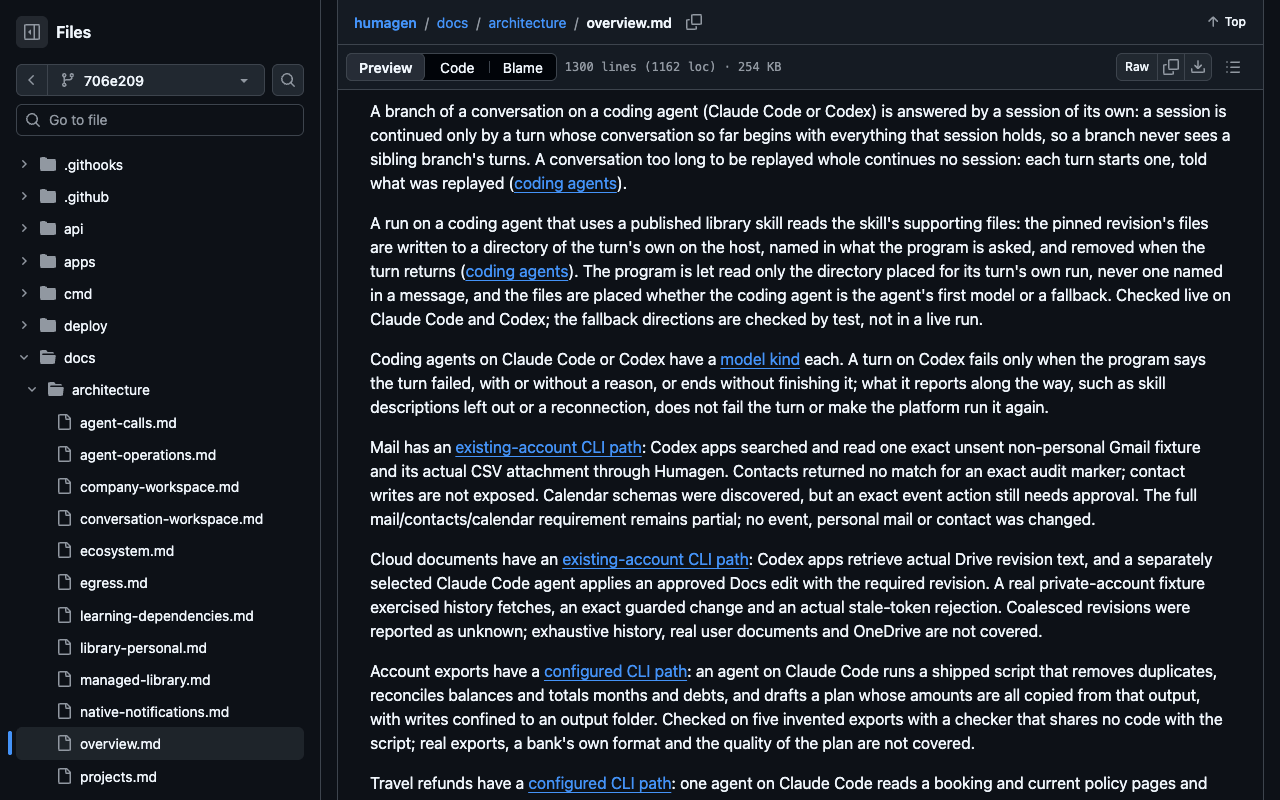 Files
humagen / docs / architecture / overview.md
Top
706e209
Preview
Code
Blame
1300 lines (1162 loc) · 254 KB
Raw
Go to file
.githooks
.github
api
apps
cmd
deploy
docs
architecture
agent-calls.md
agent-operations.md
company-workspace.md
conversation-workspace.md
ecosystem.md
egress.md
learning-dependencies.md
library-personal.md
managed-library.md
native-notifications.md
overview.md
projects.md
A branch of a conversation on a coding agent (Claude Code or Codex) is answered by a session of its own: a session is
continued only by a turn whose conversation so far begins with everything that session holds, so a branch never sees a
sibling branch's turns. A conversation too long to be replayed whole continues no session: each turn starts one, told
what was replayed (coding agents).
A run on a coding agent that uses a published library skill reads the skill's supporting files: the pinned revision's files
are written to a directory of the turn's own on the host, named in what the program is asked, and removed when the
turn returns (coding agents). The program is let read only the directory placed for its turn's own run, never one named
in a message, and the files are placed whether the coding agent is the agent's first model or a fallback. Checked live on
Claude Code and Codex; the fallback directions are checked by test, not in a live run.
Coding agents on Claude Code or Codex have a model kind each. A turn on Codex fails only when the program says
the turn failed, with or without a reason, or ends without finishing it; what it reports along the way, such as skill
descriptions left out or a reconnection, does not fail the turn or make the platform run it again.
Mail has an existing-account CLI path: Codex apps searched and read one exact unsent non-personal Gmail fixture
and its actual CSV attachment through Humagen. Contacts returned no match for an exact audit marker; contact
writes are not exposed. Calendar schemas were discovered, but an exact event action still needs approval. The full
mail/contacts/calendar requirement remains partial; no event, personal mail or contact was changed.
Cloud documents have an existing-account CLI path: Codex apps retrieve actual Drive revision text, and a separately
selected Claude Code agent applies an approved Docs edit with the required revision. A real private-account fixture
exercised history fetches, an exact guarded change and an actual stale-token rejection. Coalesced revisions were
reported as unknown; exhaustive history, real user documents and OneDrive are not covered.
Account exports have a configured CLI path: an agent on Claude Code runs a shipped script that removes duplicates,
reconciles balances and totals months and debts, and drafts a plan whose amounts are all copied from that output,
with writes confined to an output folder. Checked on five invented exports with a checker that shares no code with the
script; real exports, a bank's own format and the quality of the plan are not covered.
Travel refunds have a configured CLI path: one agent on Claude Code reads a booking and current policy pages and